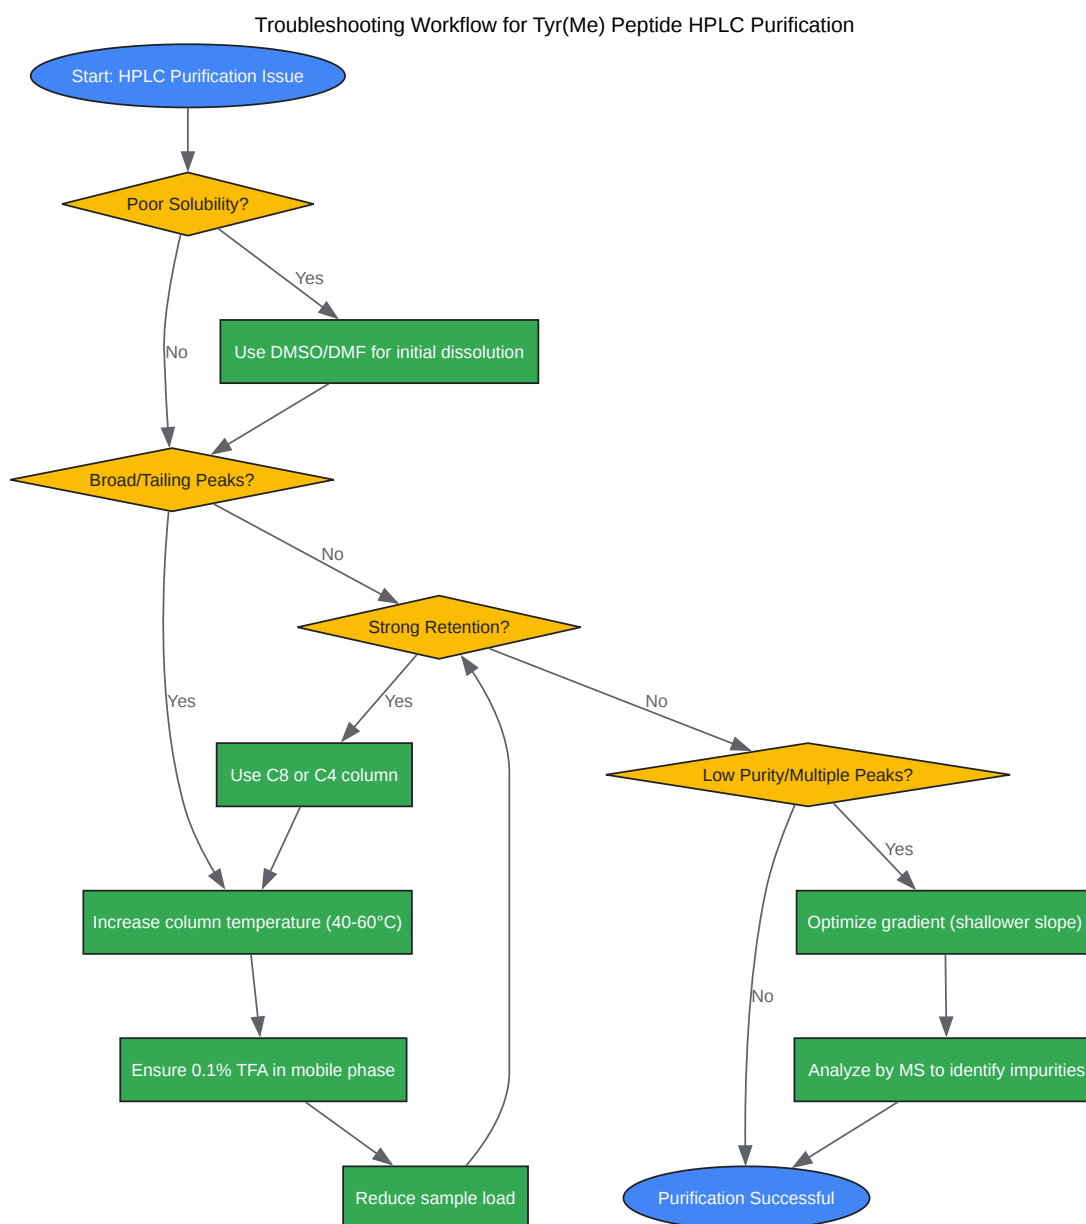 Troubleshooting Workflow for Tyr(Me) Peptide HPLC Purification
Start: HPLC Purification Issue
Poor Solubility?
Yes
No
Use DMSO/DMF for initial dissolution
Broad/Tailing Peaks?
No
Strong Retention?
Yes
Yes
No
Use C8 or C4 column
Low Purity/Multiple Peaks?
Yes
Increase column temperature (40-60°C)
Optimize gradient (shallower slope)
No
Ensure 0.1% TFA in mobile phase
Analyze by MS to identify impurities
Reduce sample load
Purification Successful